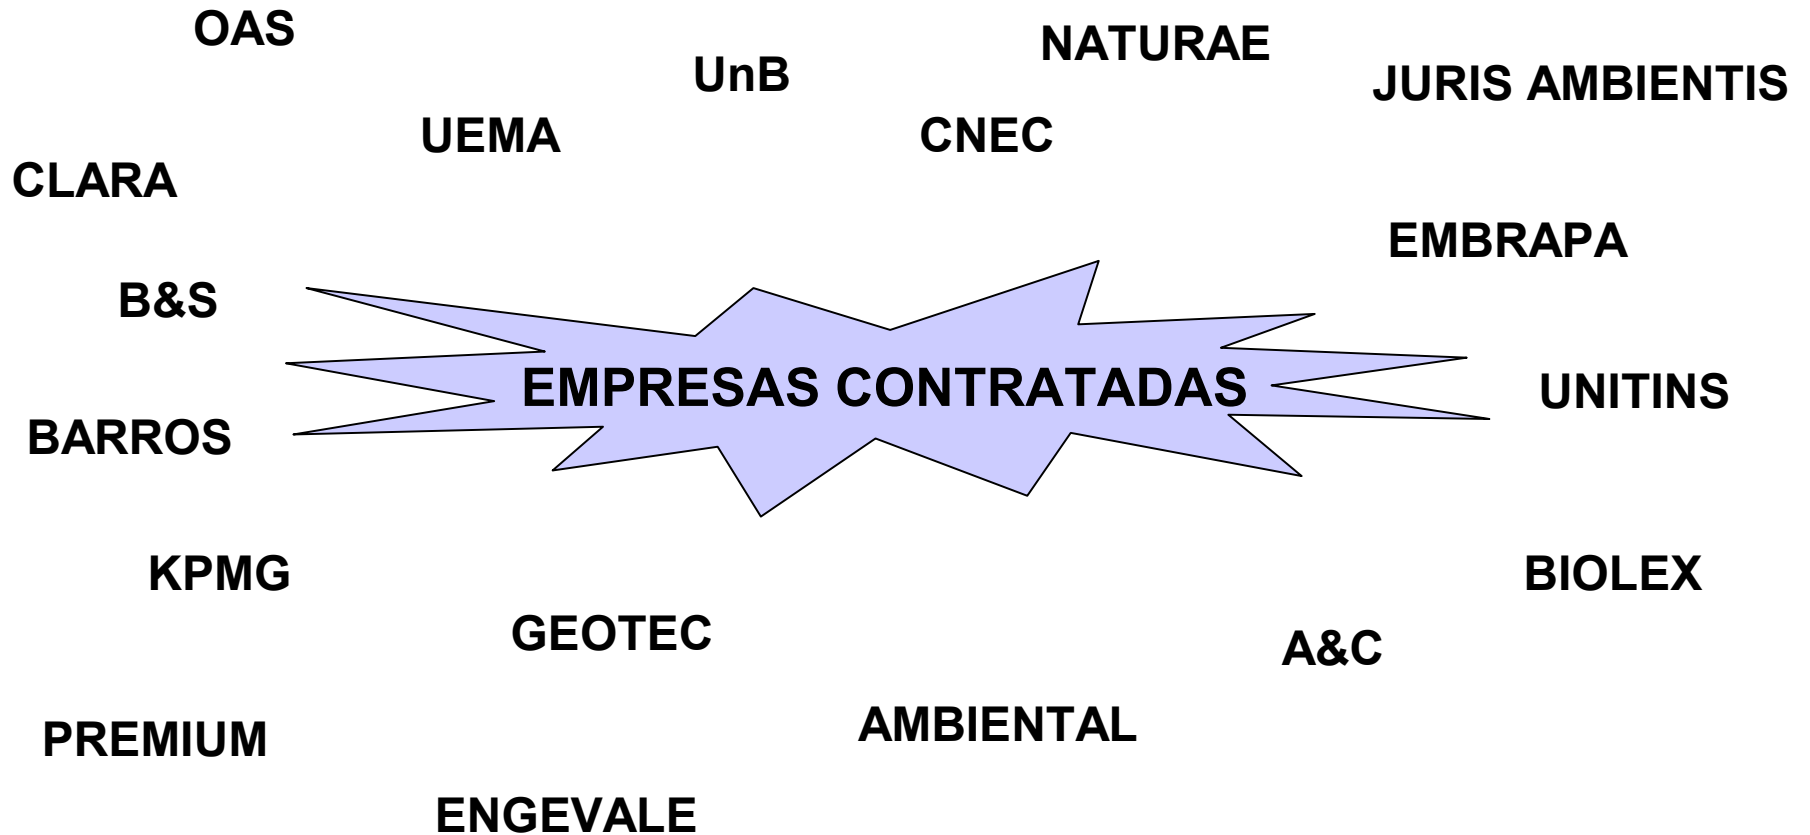 OAS
NATURAE
UnB
JURIS AMBIENTIS
UEMA
CNEC
CLARA
EMBRAPA
B&S
EMPRESAS CONTRATADAS
UNITINS
BARROS
KPMG
BIOLEX
GEOTEC
A&C
AMBIENTAL
PREMIUM
ENGEVALE